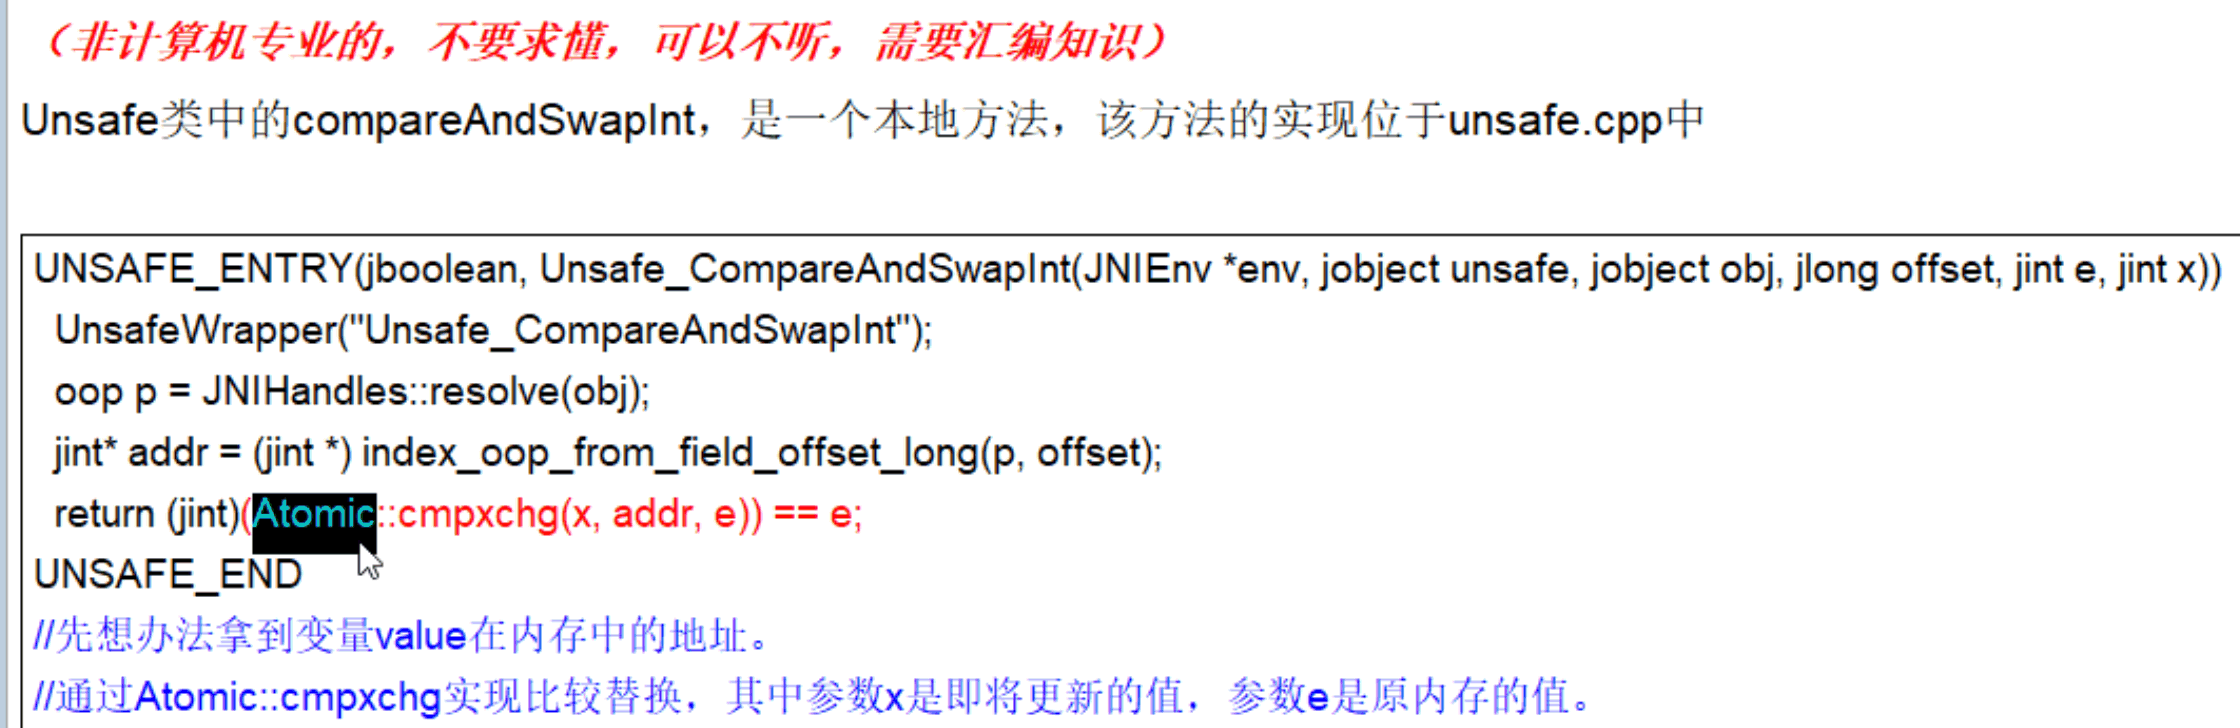 （非计算机专业的，不要求懂，可以不听，需要汇编知识）
Unsafe类中的compareAndSwapInt，是一个本地方法，该方法的实现位于unsafe.cpp中
UNSAFE_ENTRY(jboolean, Unsafe_CompareAndSwapInt(JNIEnv *env, jobject unsafe, jobject obj, jlong offset, jint e, jint x))
UnsafeWrapper("Unsafe_CompareAndSwapInt");
oop p = JNIHandles::resolve(obj);
jint* addr = (jint *) index_oop_from_field_offset_long(p, offset);
return (jint)(Atomic::cmpxchg(x, addr, e)) == e;
UNSAFE_END
//先想办法拿到变量value在内存中的地址。
//通过Atomic::cmpxchg实现比较替换，其中参数x是即将更新的值，参数e是原内存的值。